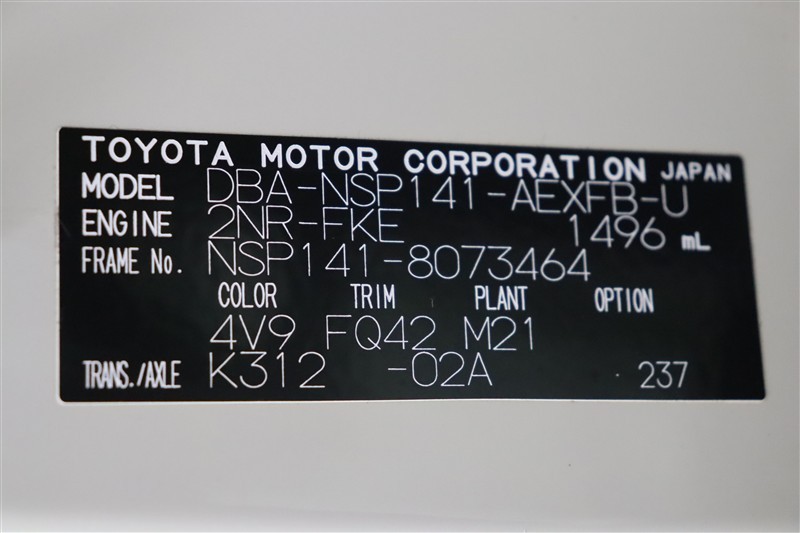 TOYOTA MOTOR CORPORATION JAPAN
MODEL DBA-NSP141-AEXFB-U
ENGINE 2NR-FKE 1496 mL
FRAME No. NSP141-8073464
COLOR TRIM PLANT OPTION
4V9 FQ42 M21
TRANS./AXLE K312 -02A 237